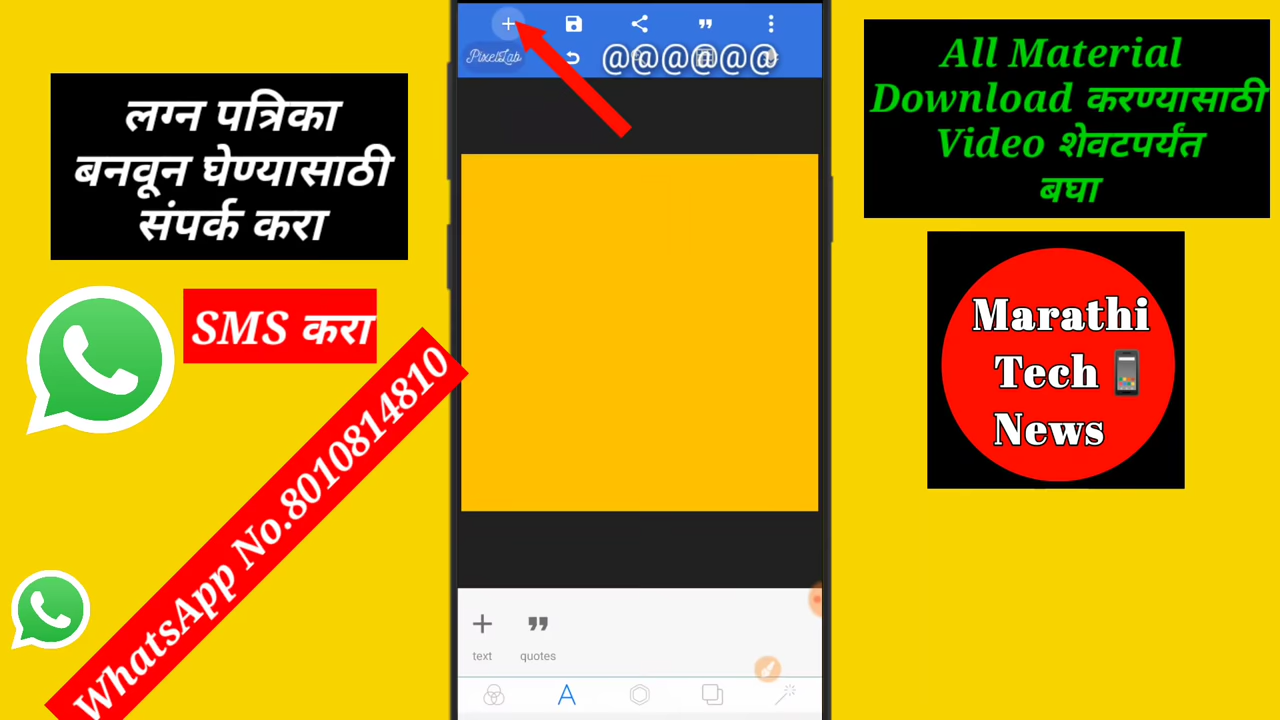 लग्न पत्रिका
बनवून घेण्यासाठी
संपर्क करा
SMS करा
WhatsApp No.8010814810
PixelLab
@@@@@@
text
quotes
All Material
Download करण्यासाठी
Video शेवटपर्यंत
बघा
Marathi
Tech
News